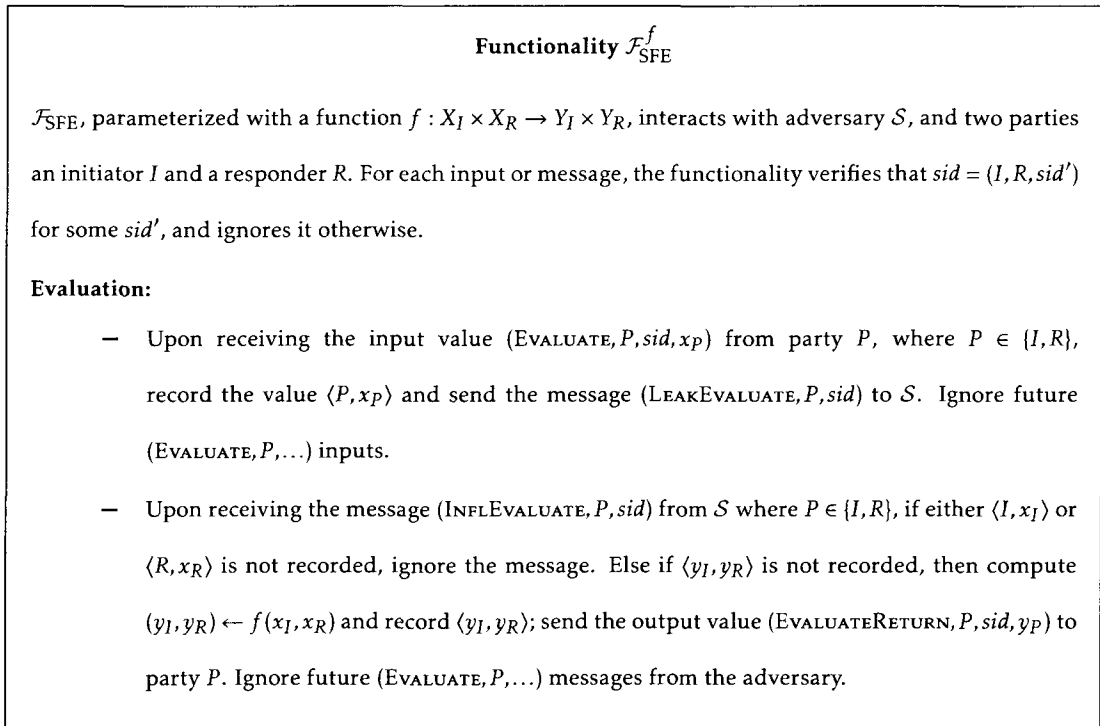 Functionality $\mathcal{F}_{\text{SFE}}^{f}$
$\mathcal{F}_{\text{SFE}}$, parameterized with a function $f : X_I \times X_R \to Y_I \times Y_R$, interacts with adversary $\mathcal{S}$, and two parties
an initiator $I$ and a responder $R$. For each input or message, the functionality verifies that $sid = (I, R, sid')$
for some $sid'$, and ignores it otherwise.
Evaluation:
— Upon receiving the input value (EVALUATE, $P$, $sid$, $x_P$) from party $P$, where $P \in \{I, R\}$,
record the value $\langle P, x_P \rangle$ and send the message (LEAKEVALUATE, $P$, $sid$) to $\mathcal{S}$. Ignore future
(EVALUATE, $P$, ...) inputs.
— Upon receiving the message (INFLEVALUATE, $P$, $sid$) from $\mathcal{S}$ where $P \in \{I, R\}$, if either $\langle I, x_I \rangle$ or
$\langle R, x_R \rangle$ is not recorded, ignore the message. Else if $\langle y_I, y_R \rangle$ is not recorded, then compute
$(y_I, y_R) \leftarrow f(x_I, x_R)$ and record $\langle y_I, y_R \rangle$; send the output value (EVALUATERETURN, $P$, $sid$, $y_P$) to
party $P$. Ignore future (EVALUATE, $P$, ...) messages from the adversary.